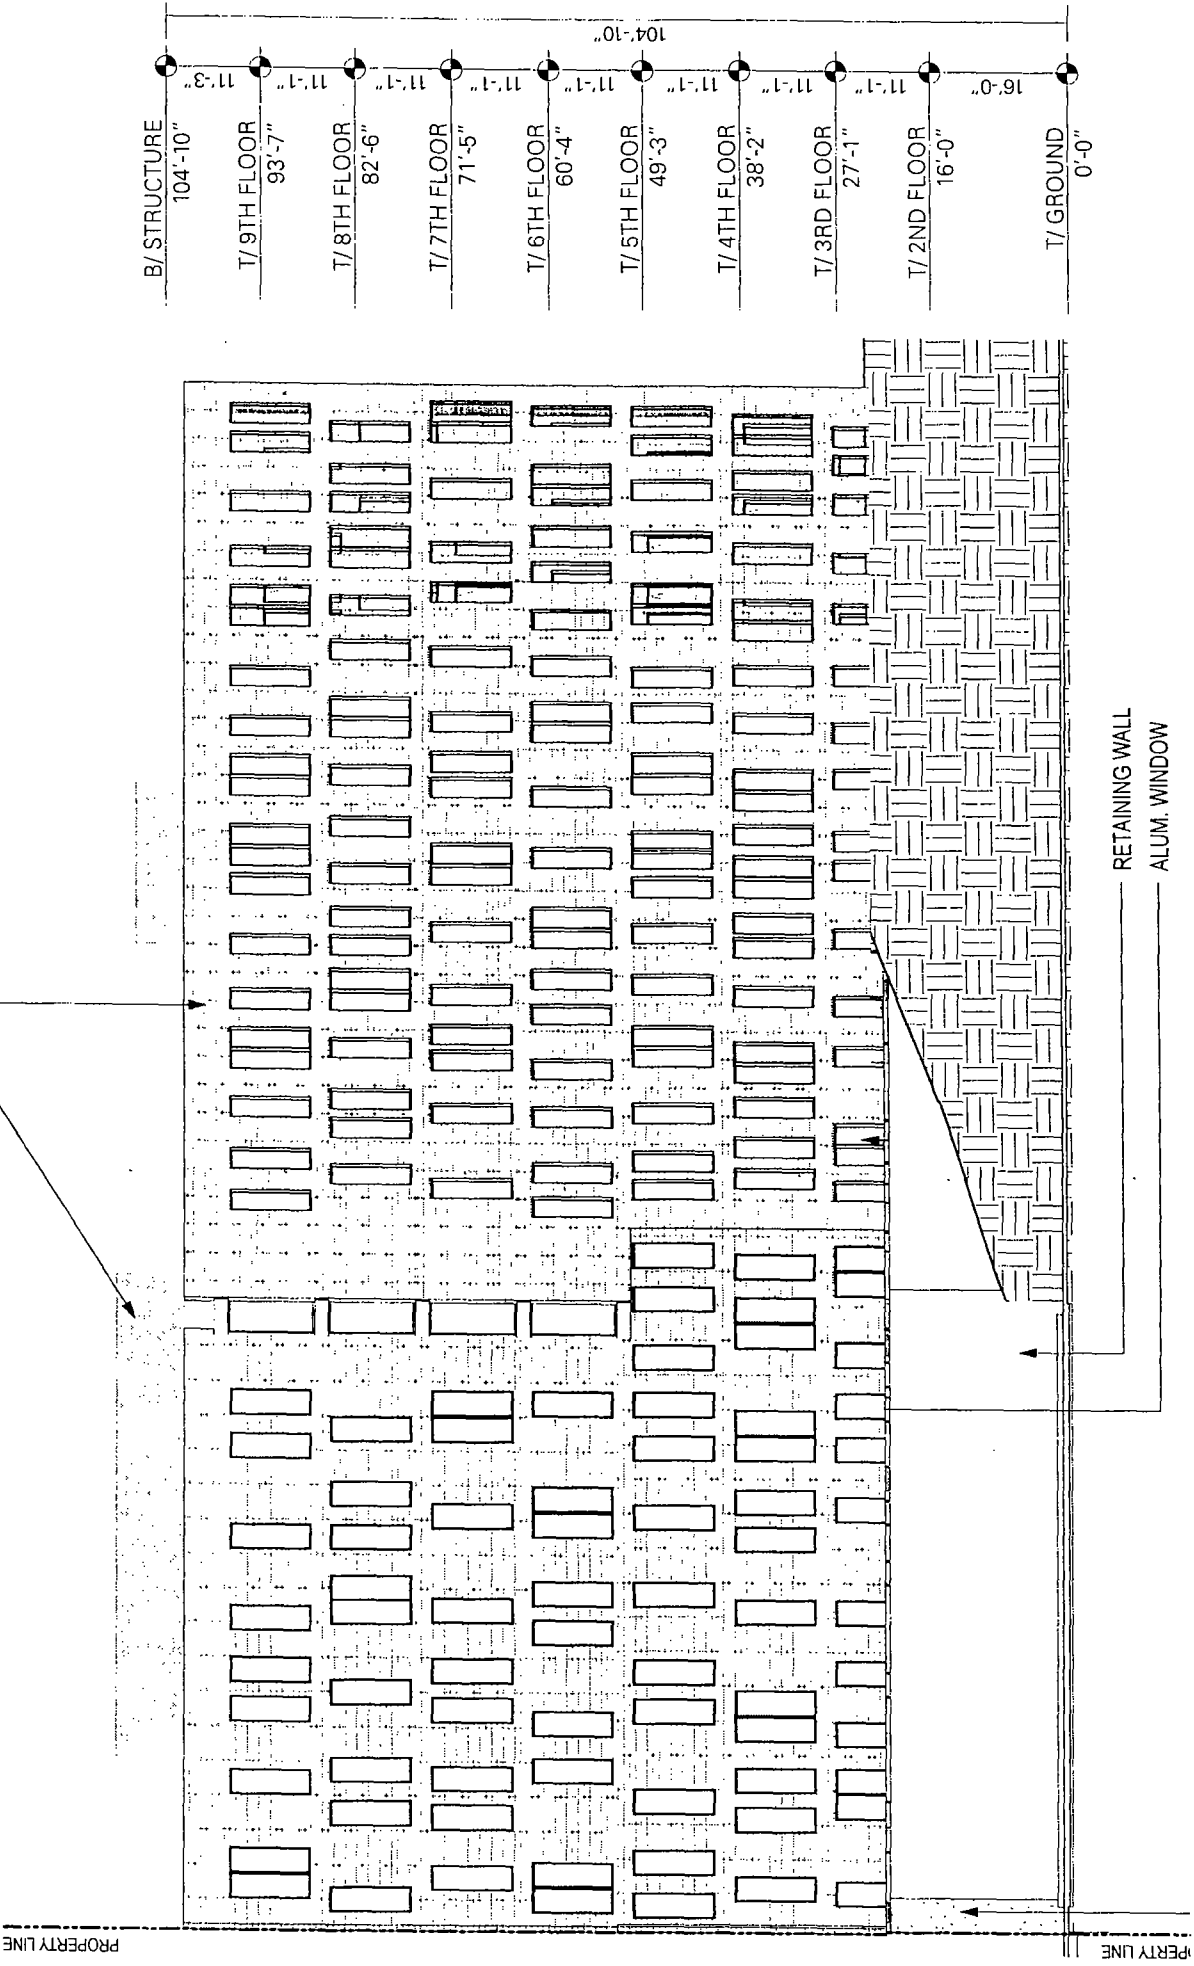 B/ STRUCTURE
104'-10"
T/ 9TH FLOOR
93'-7"
T/ 8TH FLOOR
82'-6"
T/ 7TH FLOOR
71'-5"
T/ 6TH FLOOR
60'-4"
T/ 5TH FLOOR
49'-3"
T/ 4TH FLOOR
38'-2"
T/ 3RD FLOOR
27'-1"
T/ 2ND FLOOR
16'-0"
T/ GROUND
0'-0"
11'-3"
11'-1"
11'-1"
11'-1"
11'-1"
11'-1"
11'-1"
11'-1"
16'-0"
104'-10"
RETAINING WALL
ALUM. WINDOW
PROPERTY LINE
PERTY LINE